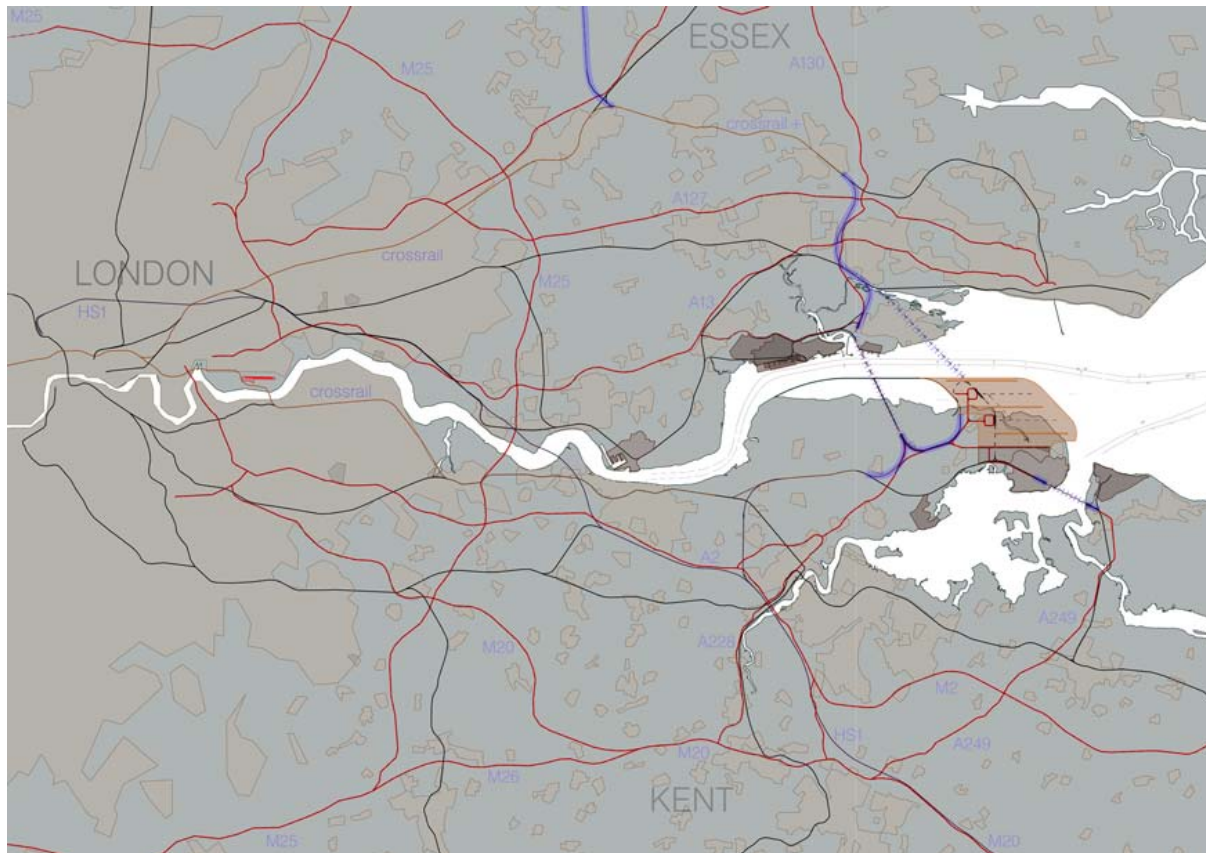 M25
ESSEX
M25
A130
crossrail +
A127
LONDON
crossrail
M25
HS1
A13
crossrail
A2
A249
M20
A228
M2
HS1
A249
M20
M26
KENT
M25
M20